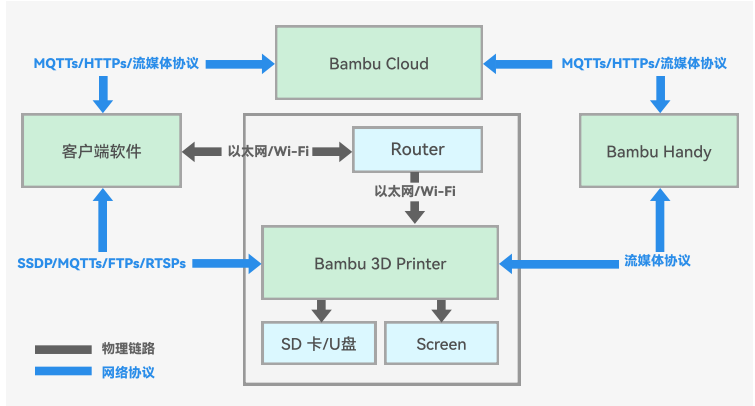 Bambu Cloud
MQTTs/HTTPs/流媒体协议
MQTTs/HTTPs/流媒体协议
客户端软件
以太网/Wi-Fi
Router
Bambu Handy
以太网/Wi-Fi
SSDP/MQTTs/FTPs/RTSPs
Bambu 3D Printer
流媒体协议
SD 卡/U盘
Screen
物理链路
网络协议